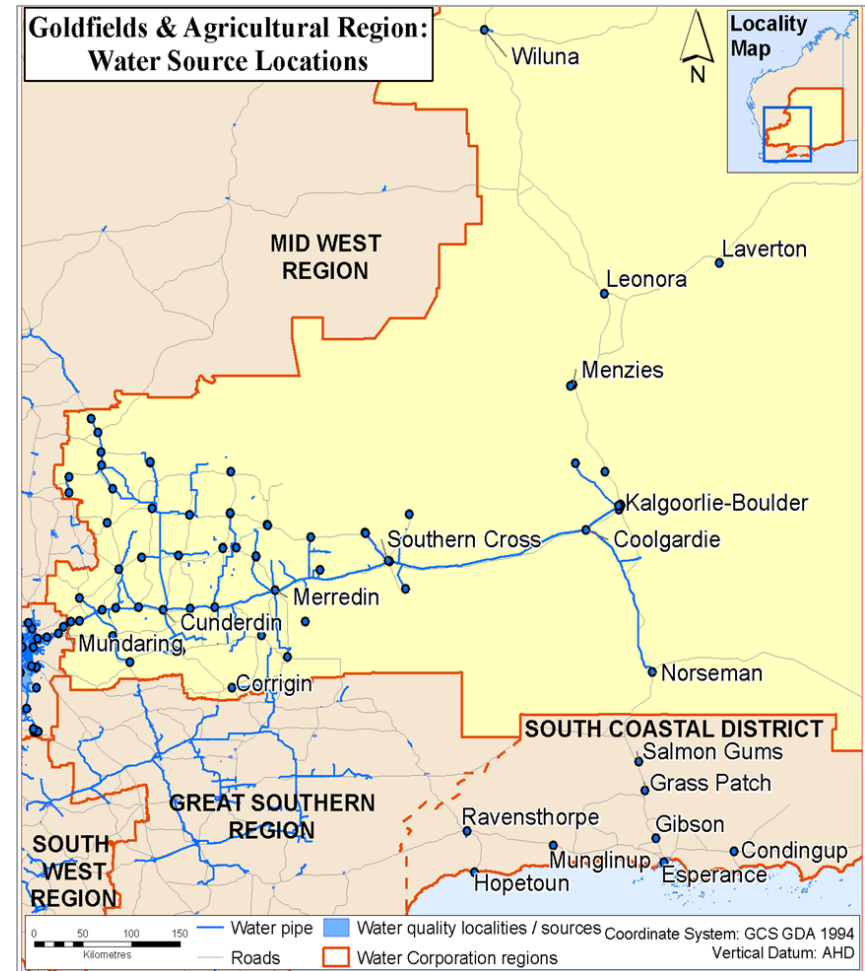 Goldfields & Agricultural Region:
Water Source Locations
Locality
Map
N
Wiluna
MID WEST
REGION
Laverton
Leonora
Menzies
Kalgoorlie-Boulder
Southern Cross
Coolgardie
Merredin
Cunderdin
Mundaring
Corrigin
Norseman
SOUTH COASTAL DISTRICT
Salmon Gums
Grass Patch
GREAT SOUTHERN
REGION
Ravensthorpe
Gibson
Munglinup
Condingup
Esperance
Hopetoun
SOUTH
WEST
REGION
0 50 100 150
Kilometres
Water pipe
Roads
Water quality localities / sources
Water Corporation regions
Coordinate System: GCS GDA 1994
Vertical Datum: AHD